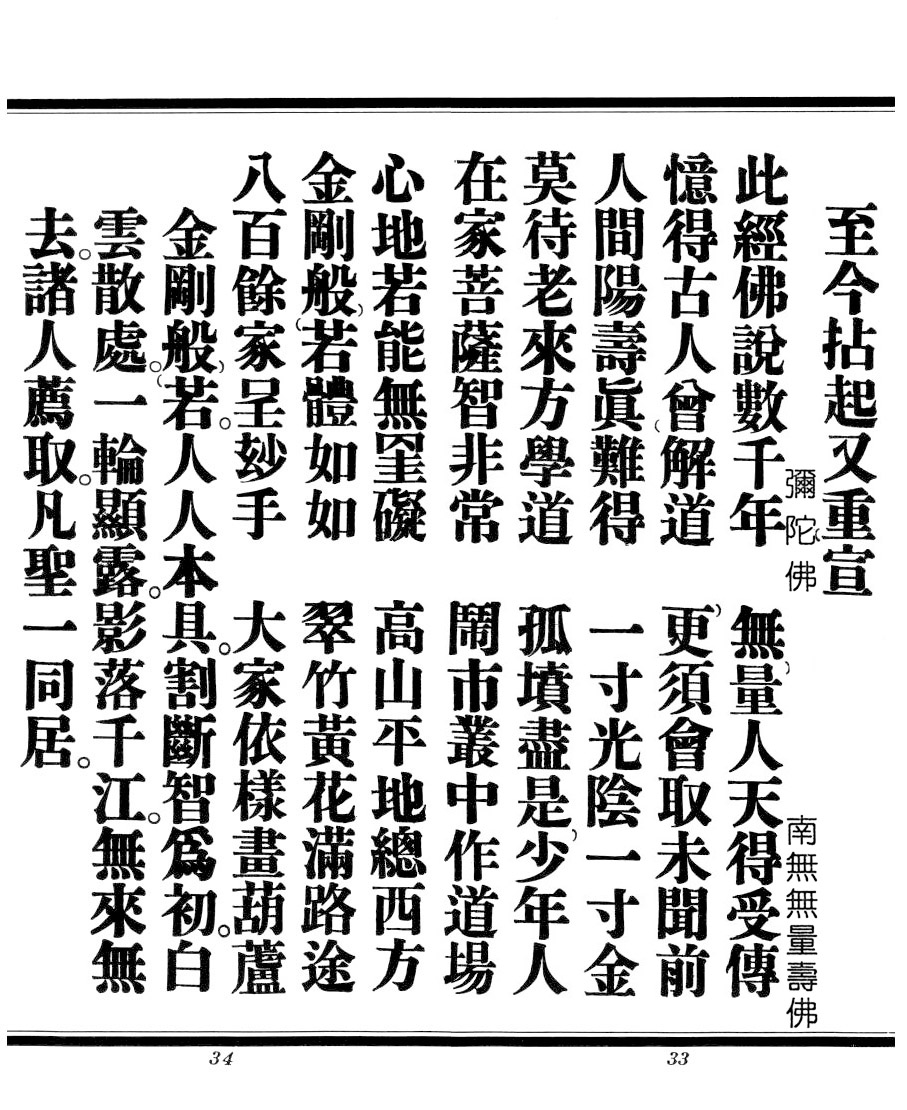 至今拈起又重宣
此經佛說數千年　無量人天得受傳
彌陀佛　南無無量壽佛
憶得古人曾解道　更須會取未聞前
人間陽壽眞難得　一寸光陰一寸金
莫待老來方學道　孤墳盡是少年人
在家菩薩智非常　鬧市叢中作道場
心地若能無罣礙　高山平地總西方
金剛般若體如如　翠竹黃花滿路途
八百餘家呈玅手　大家依樣畫葫蘆
金剛般若。人人本具。割斷智爲初。白
雲散處。一輪顯露。影落千江。無來無
去。諸人薦取。凡聖一同居。
34
33